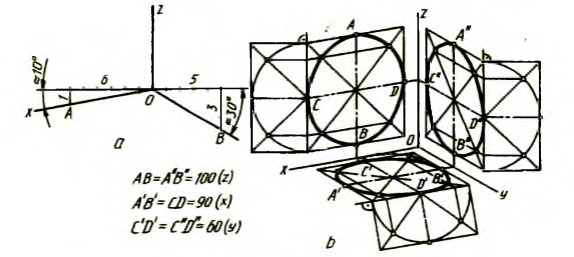 z
≈10°
6
5
x
1
A
O
3
≈30°
B
a
AB=A"B"=100(z)
A'B'=CD=90(x)
C'D'=C"D"=60(y)
A
z
A"
C
D
C"
D"
B
B"
O
x
C'
A'
D'
B'
y
b